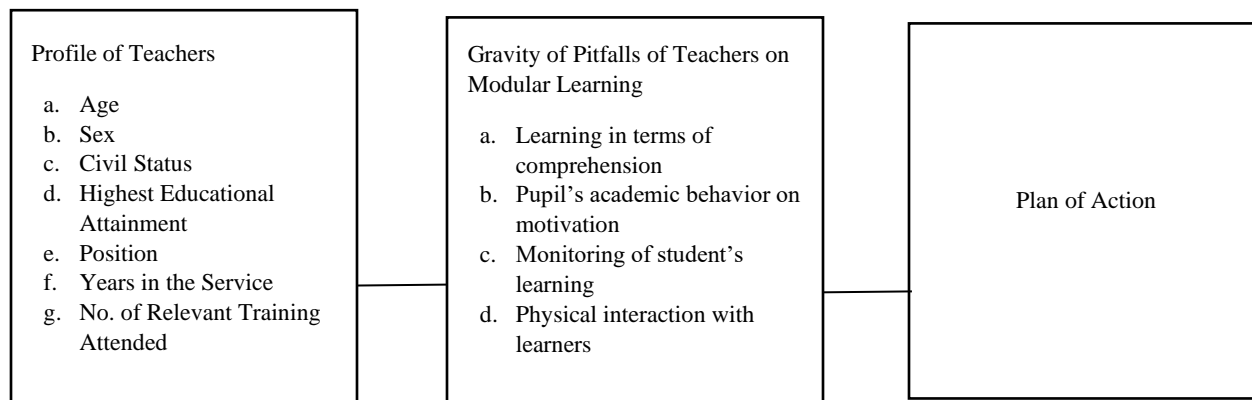 Profile of Teachers
a. Age
b. Sex
c. Civil Status
d. Highest Educational
Attainment
e. Position
f. Years in the Service
g. No. of Relevant Training
Attended
Gravity of Pitfalls of Teachers on
Modular Learning
a. Learning in terms of
comprehension
b. Pupil's academic behavior on
motivation
c. Monitoring of student's
learning
d. Physical interaction with
learners
Plan of Action